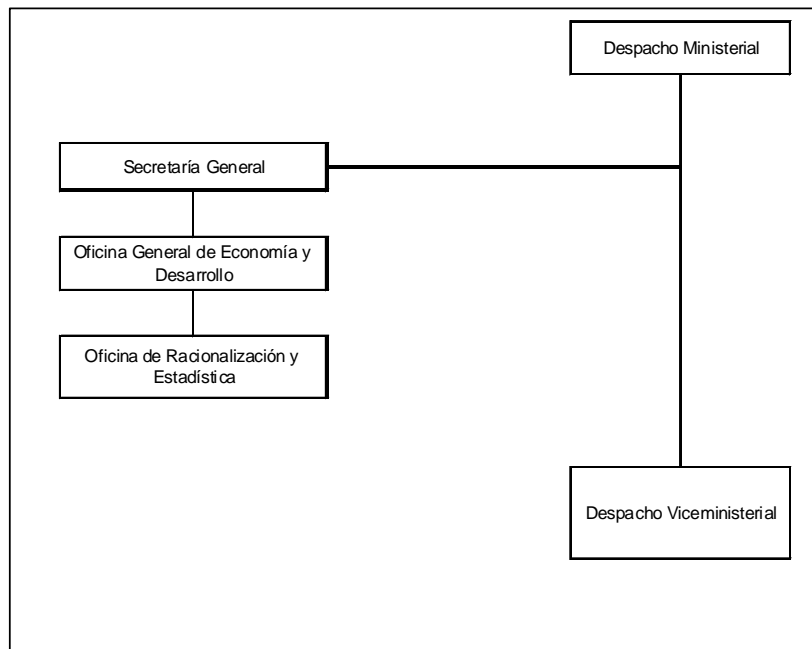 Despacho Ministerial
Secretaría General
Oficina General de Economía y
Desarrollo
Oficina de Racionalización y
Estadística
Despacho Viceministerial